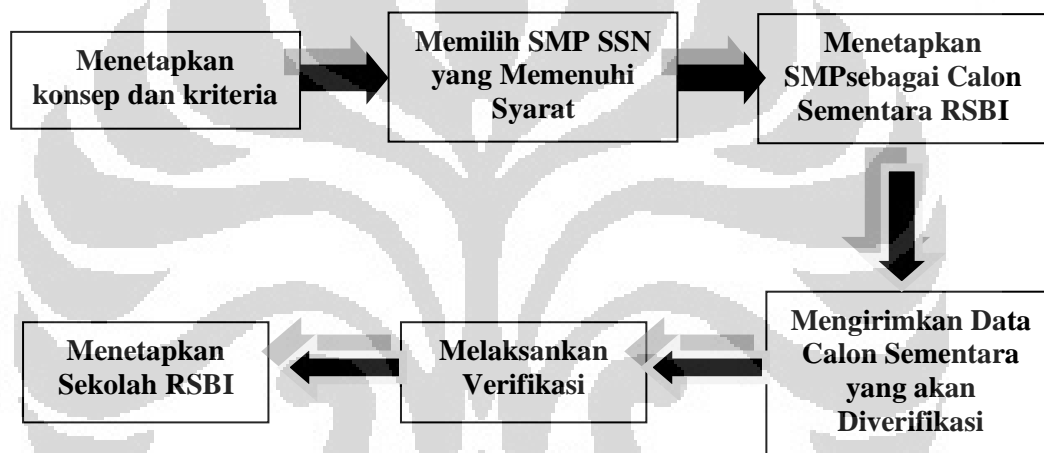 Menetapkan
konsep dan kriteria
Memilih SMP SSN
yang Memenuhi
Syarat
Menetapkan
SMPsebagai Calon
Sementara RSBI
Mengirimkan Data
Calon Sementara
yang akan
Diverifikasi
Melaksankan
Verifikasi
Menetapkan
Sekolah RSBI